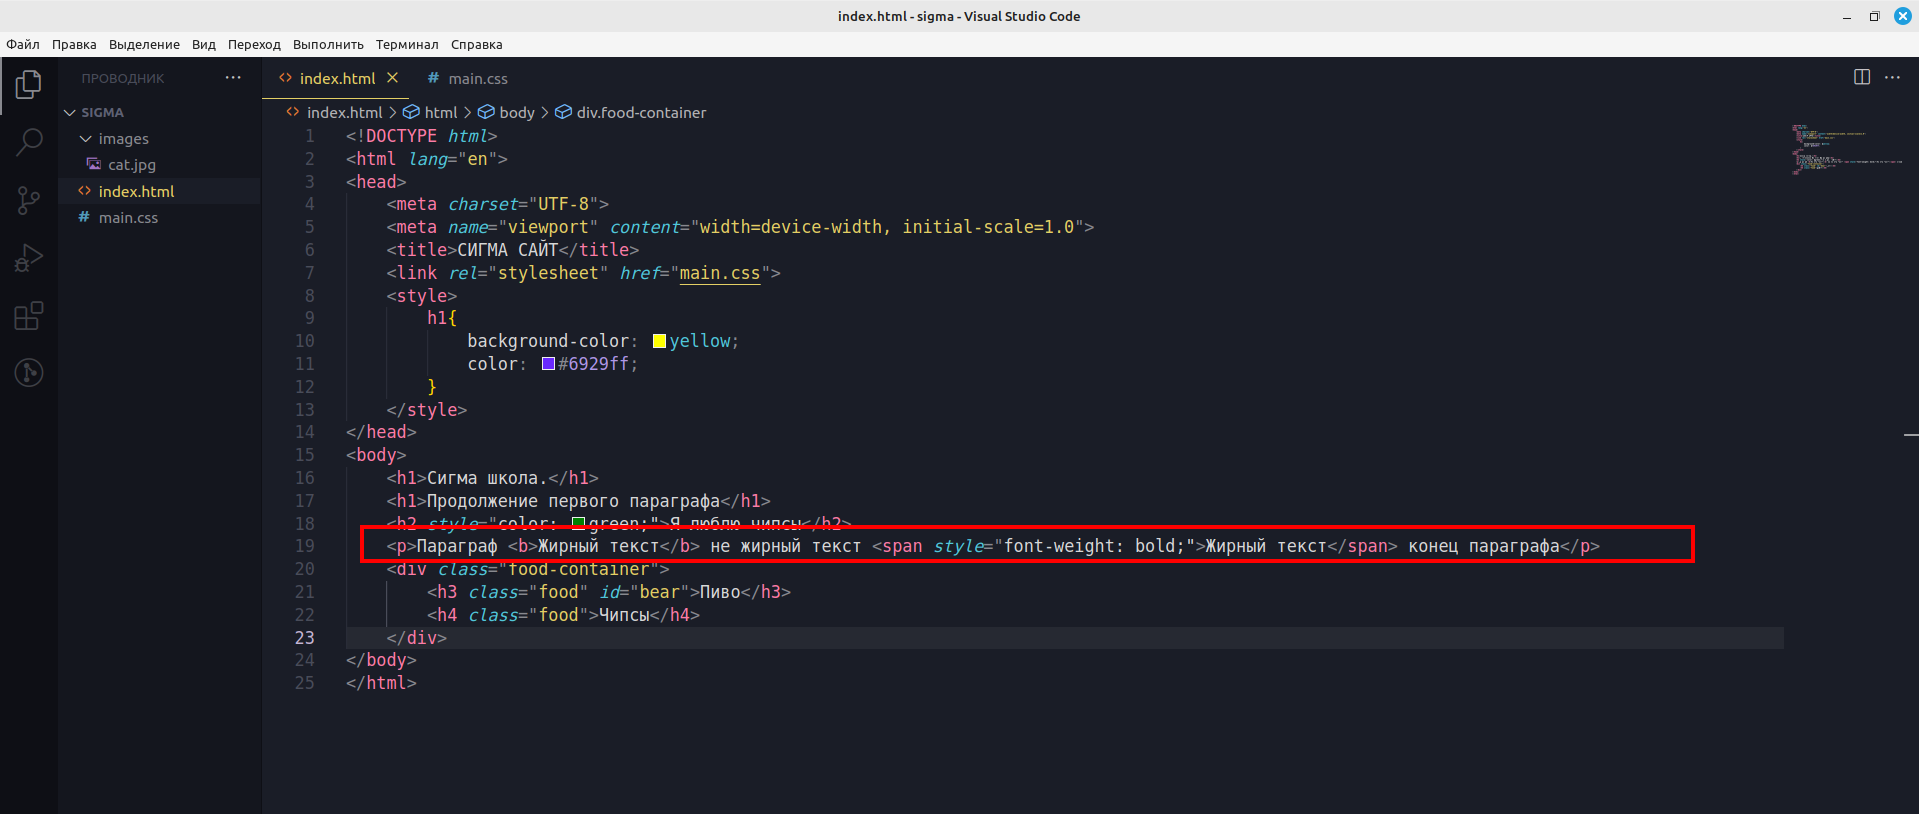 index.html - sigma - Visual Studio Code
Файл Правка Выделение Вид Переход Выполнить Терминал Справка
ПРОВОДНИК
index.html
main.css
SIGMA
images
cat.jpg
index.html
main.css
index.html > html > body > div.food-container
1 <!DOCTYPE html>
2 <html lang="en">
3 <head>
4 <meta charset="UTF-8">
5 <meta name="viewport" content="width=device-width, initial-scale=1.0">
6 <title>СИГМА САЙТ</title>
7 <link rel="stylesheet" href="main.css">
8 <style>
9 h1{
10 background-color: yellow;
11 color: #6929ff;
12 }
13 </style>
14 </head>
15 <body>
16 <h1>Сигма школа.</h1>
17 <h1>Продолжение первого параграфа</h1>
18 <h2 style="color: green;">Я люблю чипсы</h2>
19 <p>Параграф <b>Жирный текст</b> не жирный текст <span style="font-weight: bold;">Жирный текст</span> конец параграфа</p>
20 <div class="food-container">
21 <h3 class="food" id="bear">Пиво</h3>
22 <h4 class="food">Чипсы</h4>
23 </div>
24 </body>
25 </html>